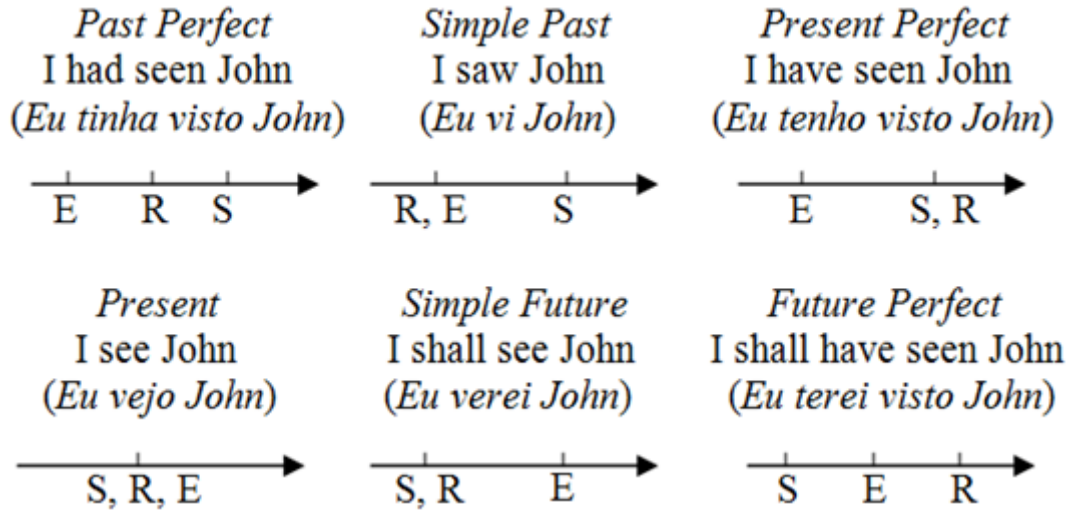 Past Perfect
I had seen John
(Eu tinha visto John)
E R S
Simple Past
I saw John
(Eu vi John)
R, E S
Present Perfect
I have seen John
(Eu tenho visto John)
E S, R
Present
I see John
(Eu vejo John)
S, R, E
Simple Future
I shall see John
(Eu verei John)
S, R E
Future Perfect
I shall have seen John
(Eu terei visto John)
S E R